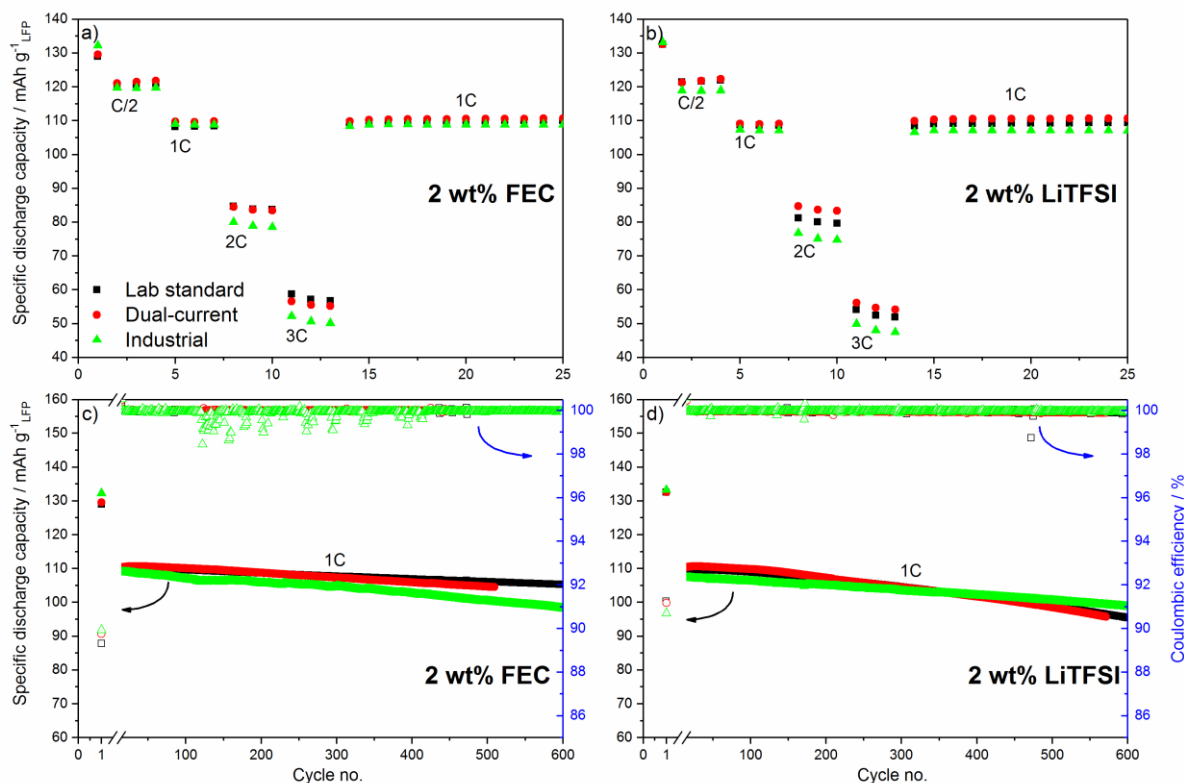 a)
Specific discharge capacity / mAh g⁻¹LFP
140
130
120
110
100
90
80
70
60
50
40
C/2
1C
2C
3C
1C
2 wt% FEC
Lab standard
Dual-current
Industrial
0 5 10 15 20 25
b)
140
130
120
110
100
90
80
70
60
50
40
C/2
1C
2C
3C
1C
2 wt% LiTFSI
0 5 10 15 20 25
c)
Specific discharge capacity / mAh g⁻¹LFP
160
150
140
130
120
110
100
90
80
70
60
1C
2 wt% FEC
100
98
96
94
92
90
88
86
0 1 100 200 300 400 500 600
Cycle no.
d)
160
150
140
130
120
110
100
90
80
70
60
1C
2 wt% LiTFSI
100
98
96
94
92
90
88
86
Coulombic efficiency / %
0 1 100 200 300 400 500 600
Cycle no.